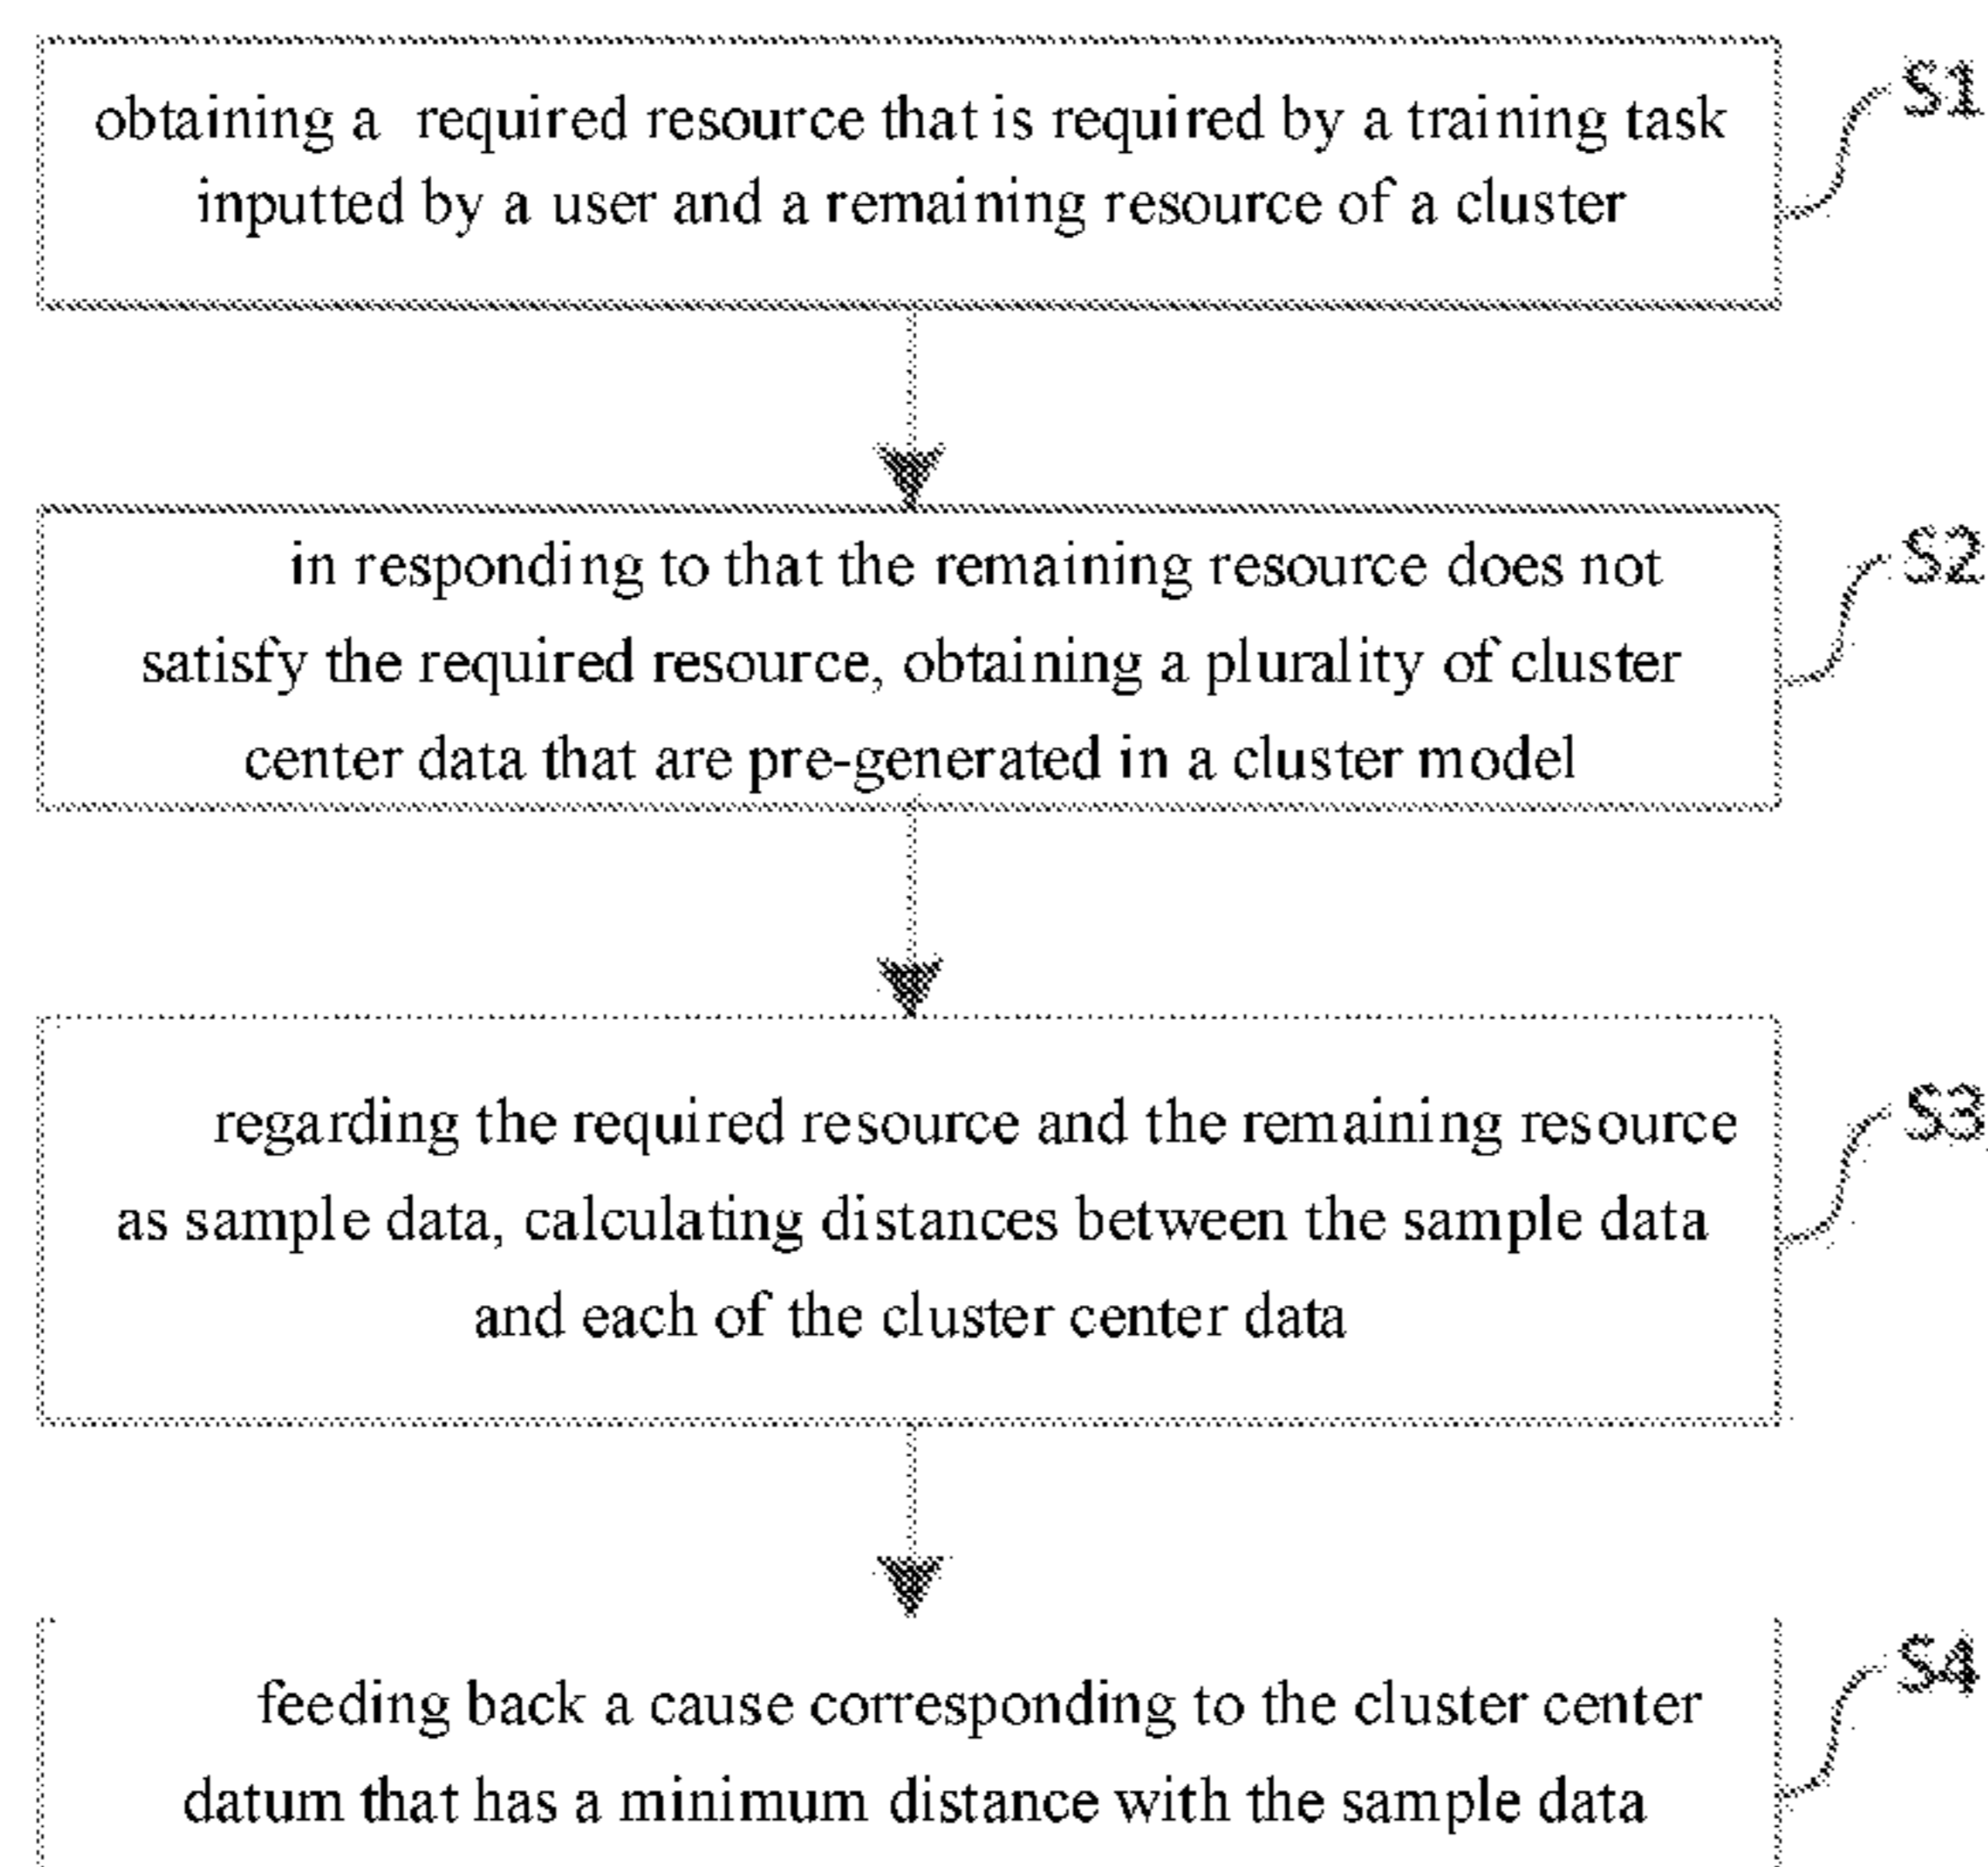 obtaining a required resource that is required by a training task
inputted by a user and a remaining resource of a cluster
S1
in responding to that the remaining resource does not
satisfy the required resource, obtaining a plurality of cluster
center data that are pre-generated in a cluster model
S2
regarding the required resource and the remaining resource
as sample data, calculating distances between the sample data
and each of the cluster center data
S3
feeding back a cause corresponding to the cluster center
datum that has a minimum distance with the sample data
S4